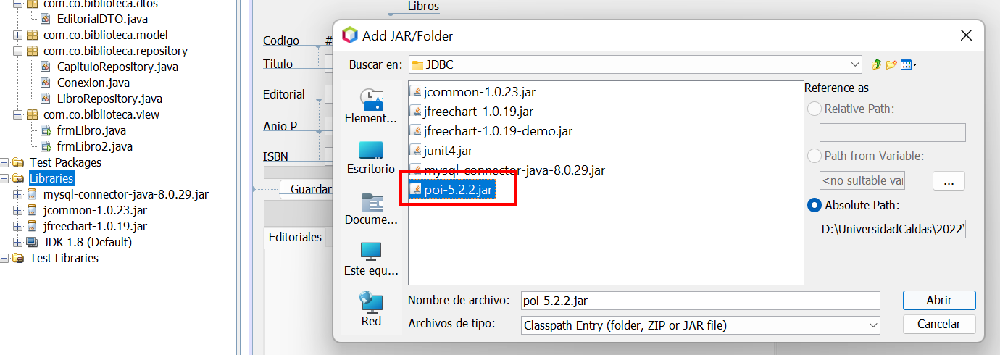 com.co.biblioteca.dtos
EditorialDTO.java
com.co.biblioteca.model
com.co.biblioteca.repository
CapituloRepository.java
Conexion.java
LibroRepository.java
com.co.biblioteca.view
frmLibro.java
frmLibro2.java
Test Packages
Libraries
mysql-connector-java-8.0.29.jar
jcommon-1.0.23.jar
jfreechart-1.0.19.jar
JDK 1.8 (Default)
Test Libraries
Libros
Codigo #
Titulo
Editorial
Anio P
ISBN
Guardar
Editoriales
Add JAR/Folder
Buscar en: JDBC
Element...
Escritorio
Docume...
Este equ...
Red
jcommon-1.0.23.jar
jfreechart-1.0.19.jar
jfreechart-1.0.19-demo.jar
junit4.jar
mysql-connector-java-8.0.29.jar
poi-5.2.2.jar
Reference as
Relative Path:
Path from Variable:
<no suitable var
...
Absolute Path:
D:\UniversidadCaldas\2022\
Nombre de archivo: poi-5.2.2.jar
Abrir
Archivos de tipo: Classpath Entry (folder, ZIP or JAR file)
Cancelar